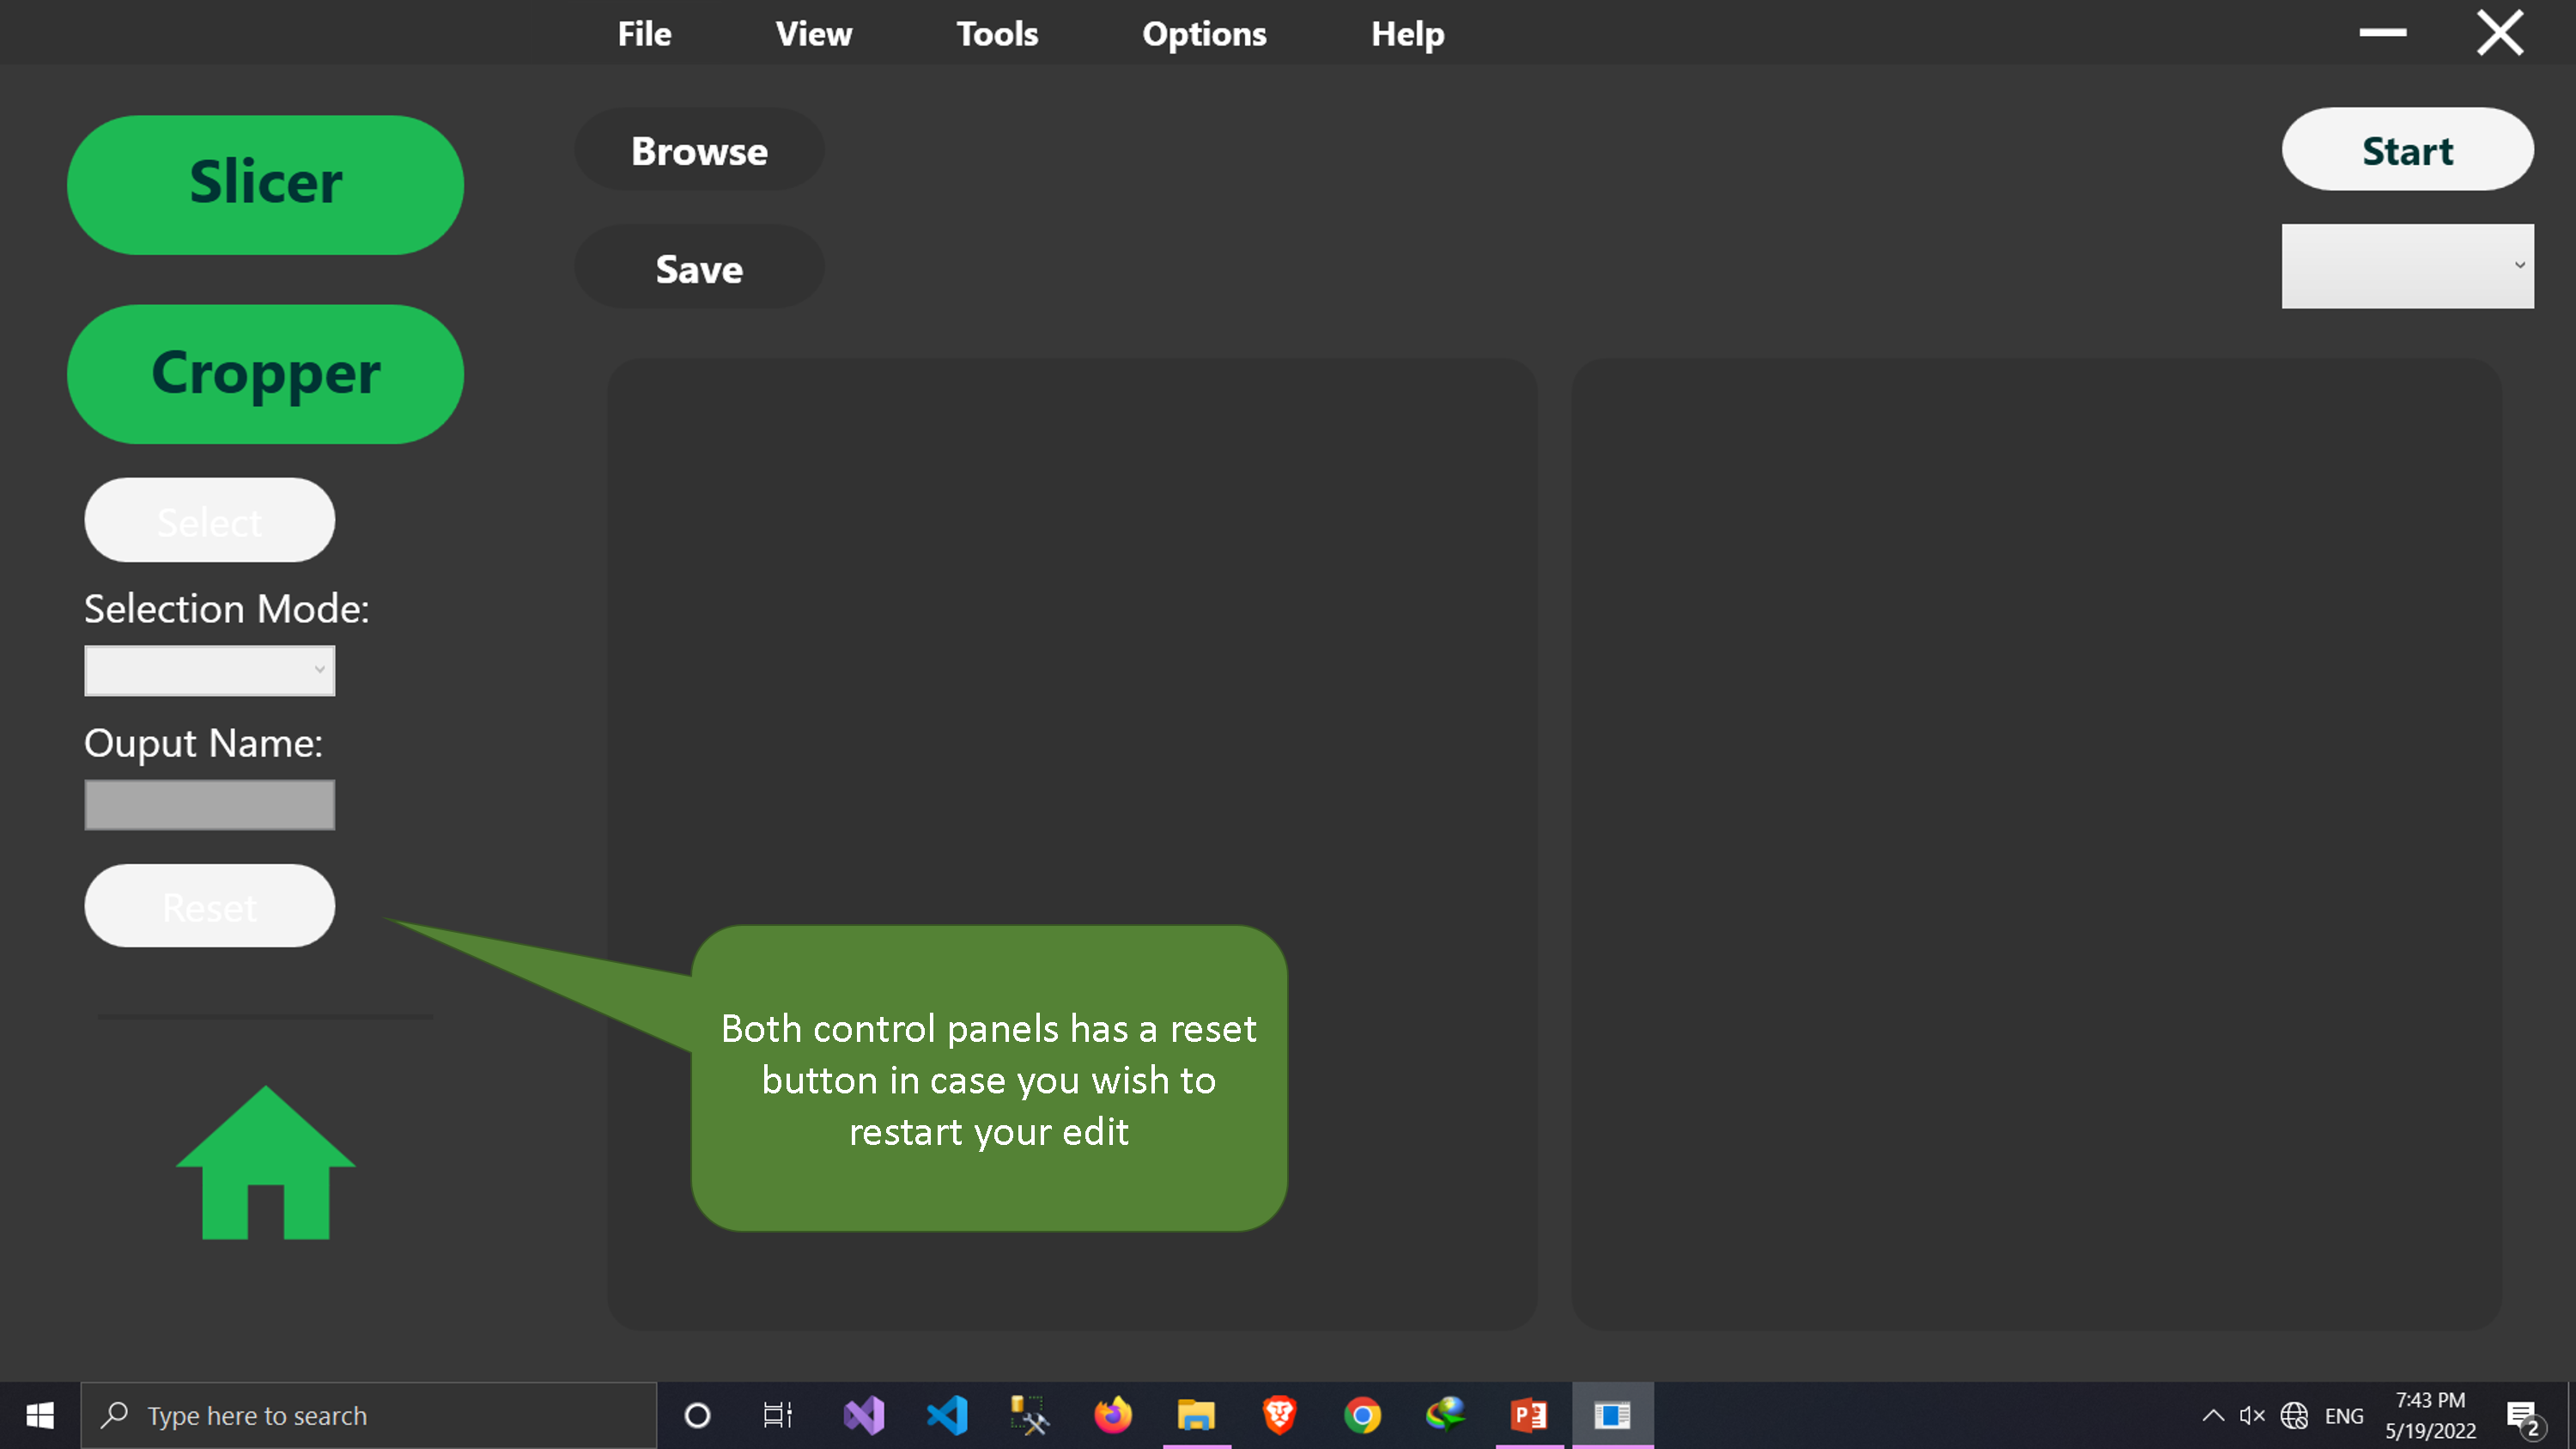 File View Tools Options Help
Slicer
Cropper
Select
Selection Mode:
Ouput Name:
Reset
Browse
Save
Start
Both control panels has a reset
button in case you wish to
restart your edit
Type here to search
ENG
7:43 PM
5/19/2022
2